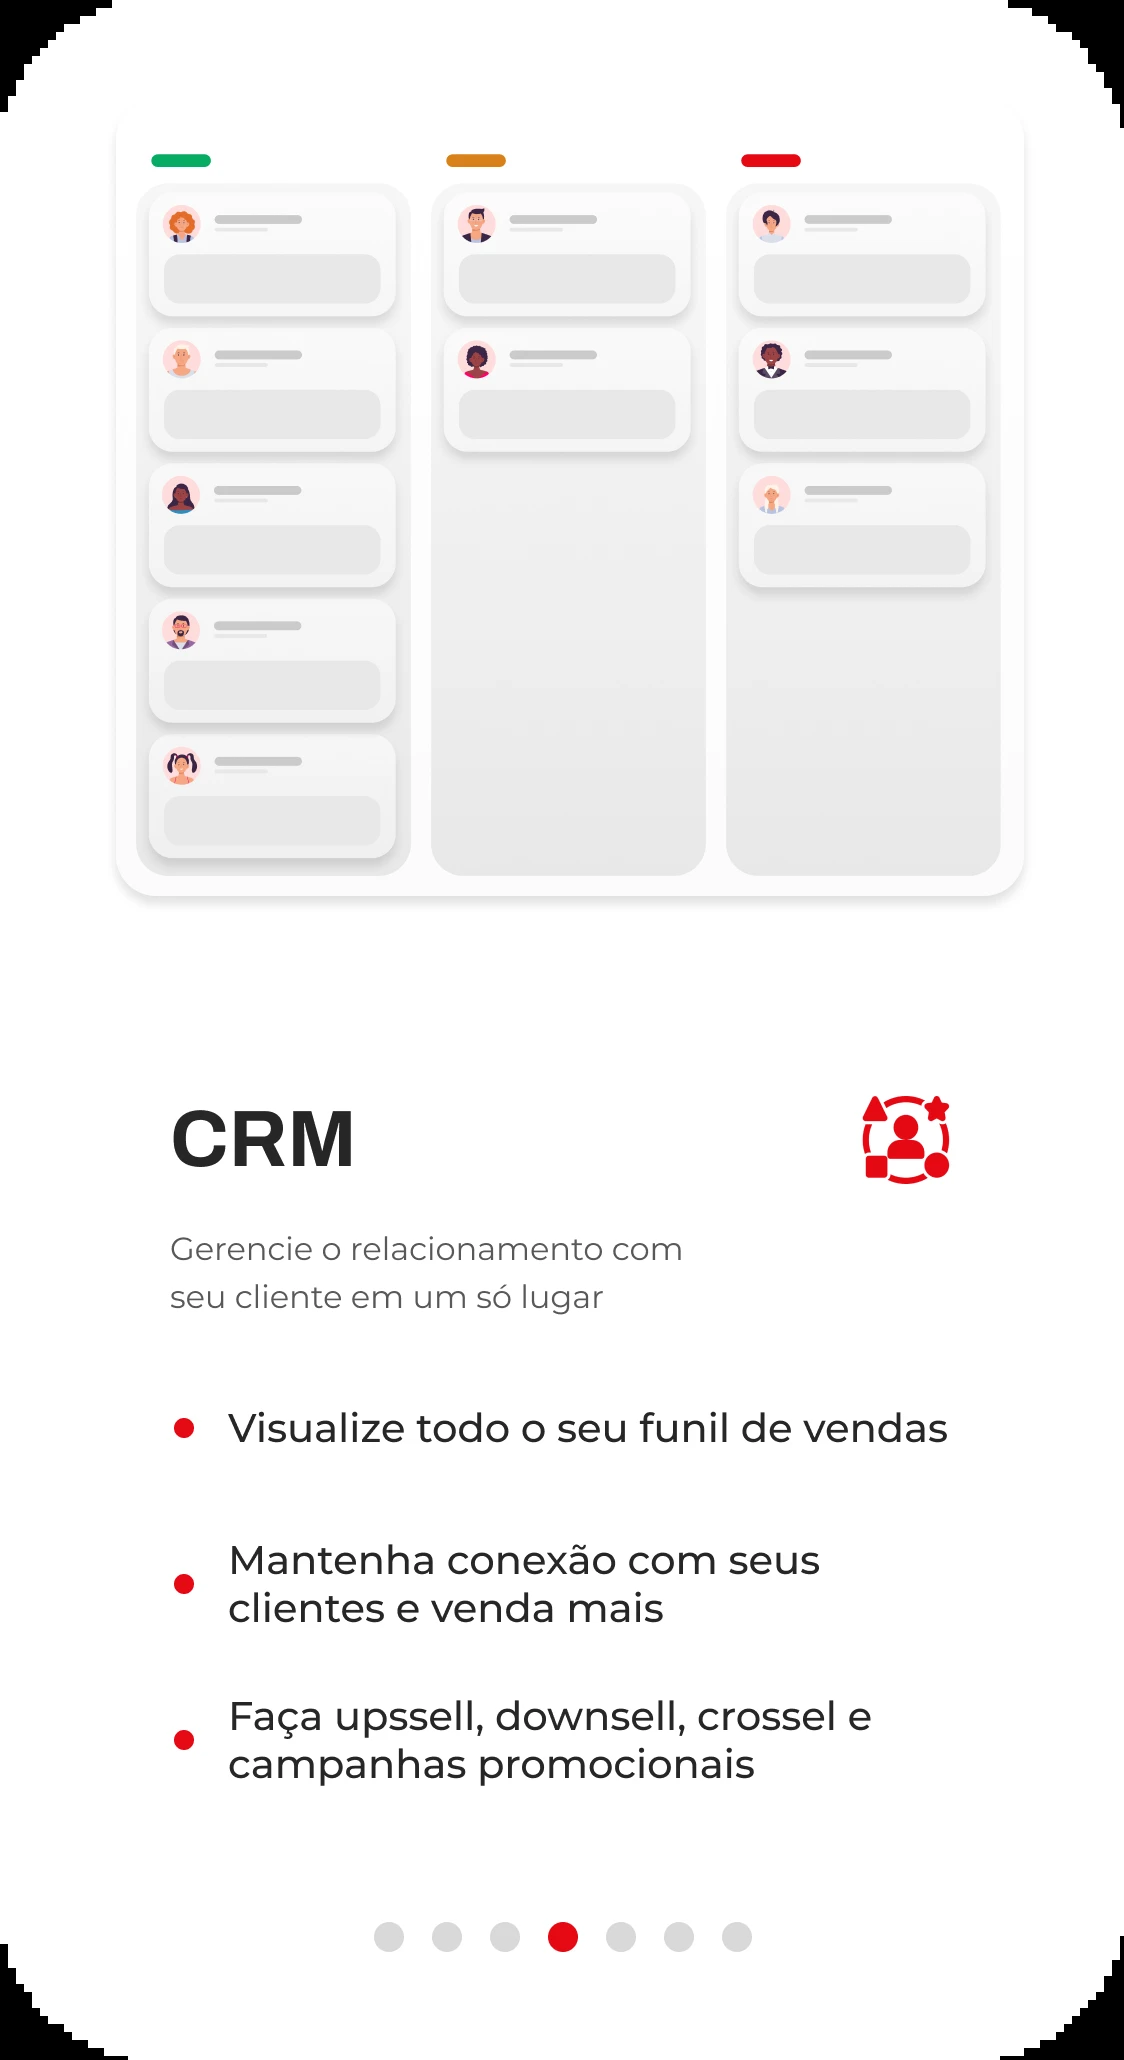 CRM
Gerencie o relacionamento com
seu cliente em um só lugar
Visualize todo o seu funil de vendas
Mantenha conexão com seus
clientes e venda mais
Faça upssell, downsell, crossel e
campanhas promocionais